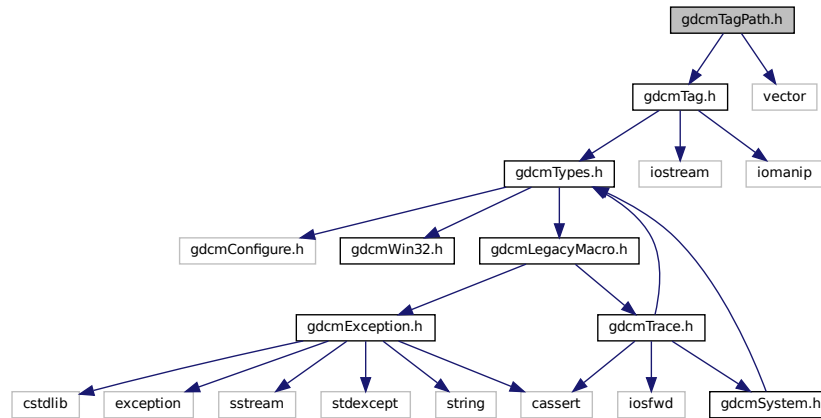 gdcmTagPath.h
gdcmTag.h
vector
gdcmTypes.h
iostream
iomanip
gdcmConfigure.h
gdcmWin32.h
gdcmLegacyMacro.h
gdcmException.h
gdcmTrace.h
cstdlib
exception
sstream
stdexcept
string
cassert
iosfwd
gdcmSystem.h